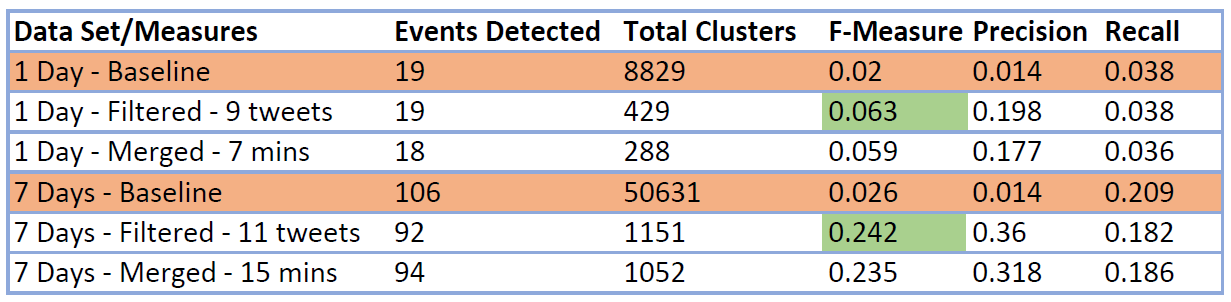 Data Set/Measures Events Detected Total Clusters F-Measure Precision Recall
1 Day - Baseline 19 8829 0.02 0.014 0.038
1 Day - Filtered - 9 tweets 19 429 0.063 0.198 0.038
1 Day - Merged - 7 mins 18 288 0.059 0.177 0.036
7 Days - Baseline 106 50631 0.026 0.014 0.209
7 Days - Filtered - 11 tweets 92 1151 0.242 0.36 0.182
7 Days - Merged - 15 mins 94 1052 0.235 0.318 0.186